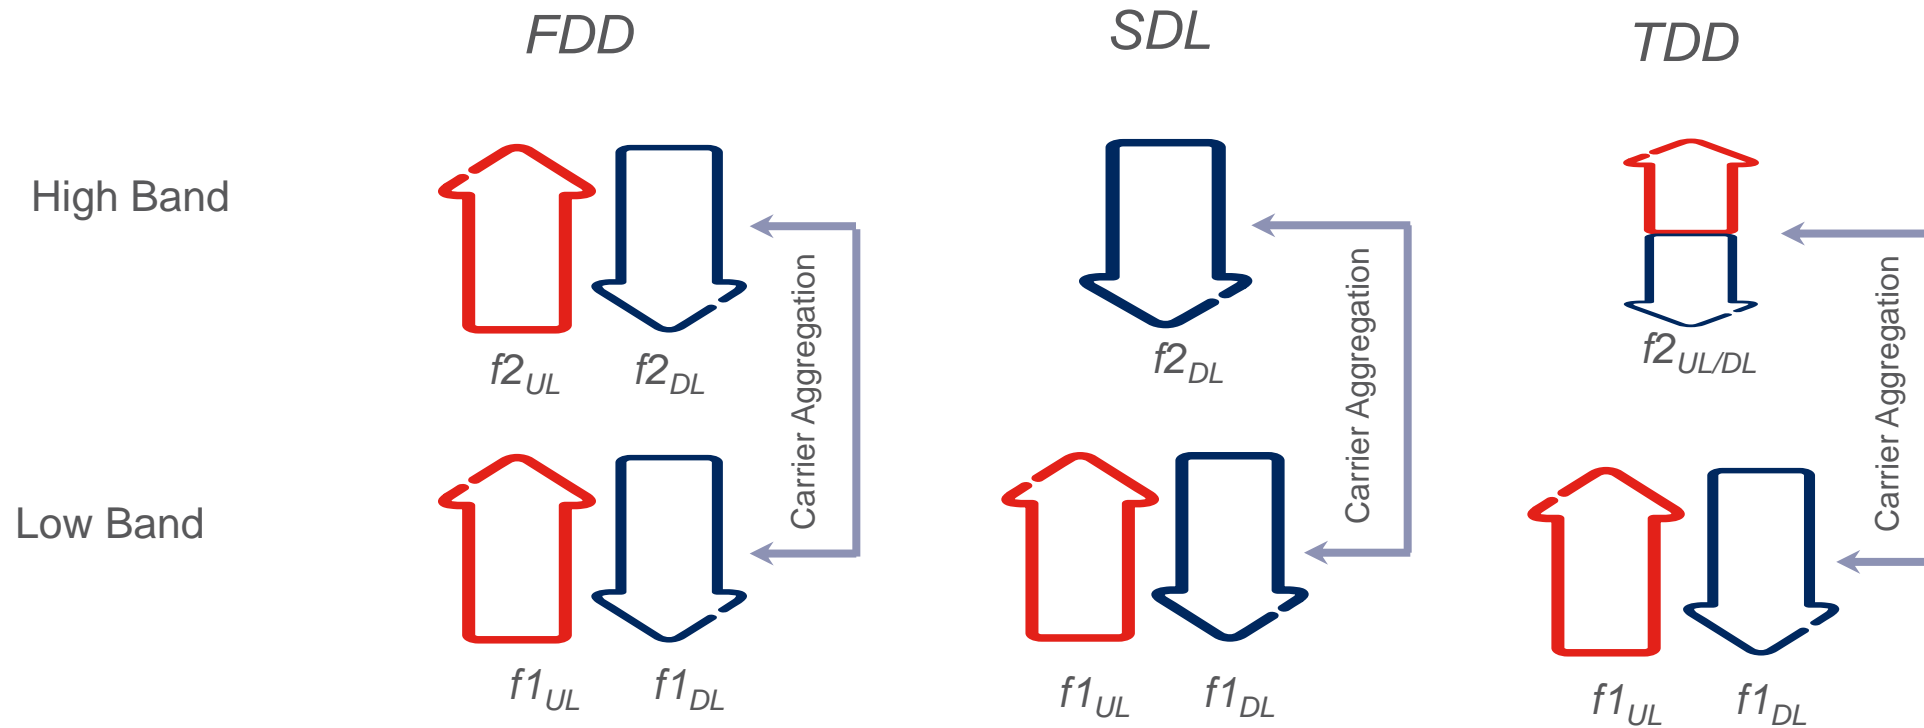 FDD
SDL
TDD
High Band
f2UL
f2DL
Carrier Aggregation
f2DL
Carrier Aggregation
f2UL/DL
Carrier Aggregation
Low Band
f1UL
f1DL
f1UL
f1DL
f1UL
f1DL